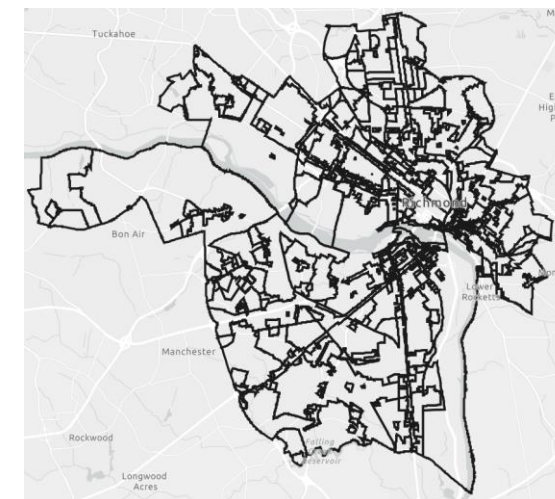 Tuckahoe
Richmond
Bon Air
Lower
Rocketts
Manchester
Rockwood
Falling
Reservoir
Longwood
Acres